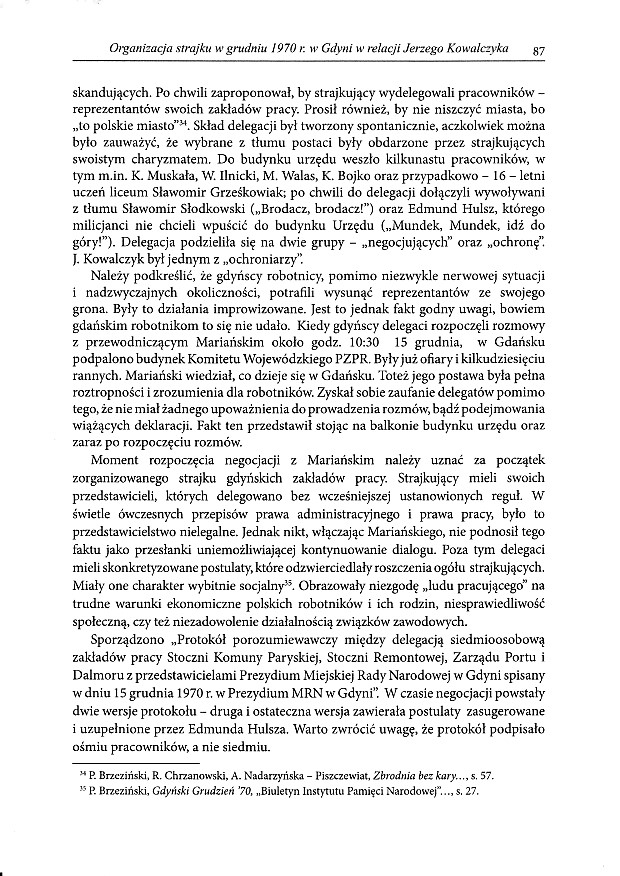 Organizacja strajku w grudniu 1970 r. w Gdyni w relacji Jerzego Kowalczyka 87
skandujących. Po chwili zaproponował, by strajkujący wydelegowali pracowników –
reprezentantów swoich zakładów pracy. Prosił również, by nie niszczyć miasta, bo
„to polskie miasto”³⁴. Skład delegacji był tworzony spontanicznie, aczkolwiek można
było zauważyć, że wybrane z tłumu postaci były obdarzone przez strajkujących
swoistym charyzmatem. Do budynku urzędu weszło kilkunastu pracowników, w
tym m.in. K. Muskała, W. Ilnicki, M. Walas, K. Bojko oraz przypadkowo – 16 – letni
uczeń liceum Sławomir Grześkowiak; po chwili do delegacji dołączyli wywoływani
z tłumu Sławomir Słodkowski („Brodacz, brodacz!”) oraz Edmund Hulsz, którego
milicjanci nie chcieli wpuścić do budynku Urzędu („Mundek, Mundek, idź do
góry!”). Delegacja podzieliła się na dwie grupy – „negocjujących” oraz „ochronę”.
J. Kowalczyk był jednym z „ochroniarzy”.
Należy podkreślić, że gdyńscy robotnicy, pomimo niezwykle nerwowej sytuacji
i nadzwyczajnych okoliczności, potrafili wysunąć reprezentantów ze swojego
grona. Były to działania improwizowane. Jest to jednak fakt godny uwagi, bowiem
gdańskim robotnikom to się nie udało. Kiedy gdyńscy delegaci rozpoczęli rozmowy
z przewodniczącym Mariańskim około godz. 10:30 15 grudnia, w Gdańsku
podpalono budynek Komitetu Wojewódzkiego PZPR. Były już ofiary i kilkudziesięciu
rannych. Mariański wiedział, co dzieje się w Gdańsku. Toteż jego postawa była pełna
roztropności i zrozumienia dla robotników. Zyskał sobie zaufanie delegatów pomimo
tego, że nie miał żadnego upoważnienia do prowadzenia rozmów, bądź podejmowania
wiążących deklaracji. Fakt ten przedstawił stojąc na balkonie budynku urzędu oraz
zaraz po rozpoczęciu rozmów.
Moment rozpoczęcia negocjacji z Mariańskim należy uznać za początek
zorganizowanego strajku gdyńskich zakładów pracy. Strajkujący mieli swoich
przedstawicieli, których delegowano bez wcześniejszej ustanowionych reguł. W
świetle ówczesnych przepisów prawa administracyjnego i prawa pracy, było to
przedstawicielstwo nielegalne. Jednak nikt, włączając Mariańskiego, nie podnosił tego
faktu jako przesłanki uniemożliwiającej kontynuowanie dialogu. Poza tym delegaci
mieli skonkretyzowane postulaty, które odzwierciedlały roszczenia ogółu strajkujących.
Miały one charakter wybitnie socjalny³⁵. Obrazowały niezgodę „ludu pracującego” na
trudne warunki ekonomiczne polskich robotników i ich rodzin, niesprawiedliwość
społeczną, czy też niezadowolenie działalnością związków zawodowych.
Sporządzono „Protokół porozumiewawczy między delegacją siedmioosobową
zakładów pracy Stoczni Komuny Paryskiej, Stoczni Remontowej, Zarządu Portu i
Dalmoru z przedstawicielami Prezydium Miejskiej Rady Narodowej w Gdyni spisany
w dniu 15 grudnia 1970 r. w Prezydium MRN w Gdyni”. W czasie negocjacji powstały
dwie wersje protokołu – druga i ostateczna wersja zawierała postulaty zasugerowane
i uzupełnione przez Edmunda Hulsza. Warto zwrócić uwagę, że protokół podpisało
ośmiu pracowników, a nie siedmiu.
³⁴ P. Brzeziński, R. Chrzanowski, A. Nadarzyńska – Piszczewiat, Zbrodnia bez kary…, s. 57.
³⁵ P. Brzeziński, Gdyński Grudzień ’70, „Biuletyn Instytutu Pamięci Narodowej”…, s. 27.